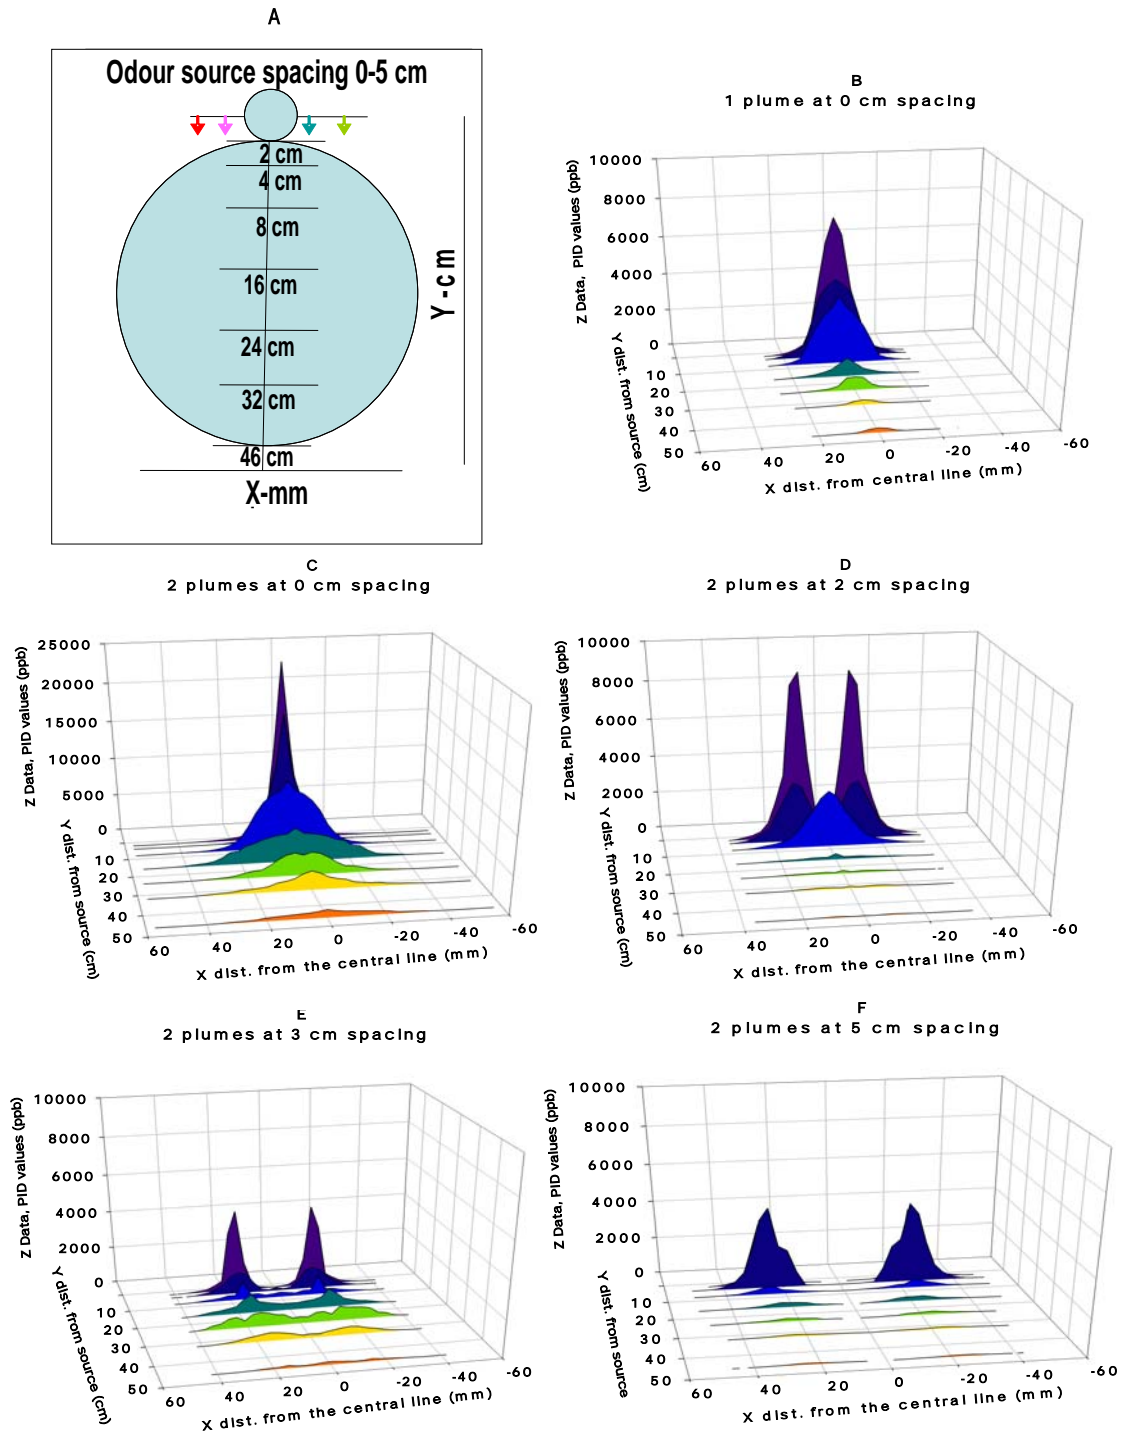 A
Odour source spacing 0-5 cm
2 cm
4 cm
8 cm
16 cm
24 cm
32 cm
46 cm
Y -cm
X-mm
B
1 plume at 0 cm spacing
Z Data, PID values (ppb)
10000
8000
6000
4000
2000
0
Y dist. from source (cm)
10
20
30
40
50
60
40
20
0
-20
-40
-60
X dist. from central line (mm)
C
2 plumes at 0 cm spacing
Z Data, PID values (ppb)
25000
20000
15000
10000
5000
0
Y dist. from source (cm)
10
20
30
40
50
60
40
20
0
-20
-40
-60
X dist. from the central line (mm)
D
2 plumes at 2 cm spacing
Z Data, PID values (ppb)
10000
8000
6000
4000
2000
0
Y dist. from source (cm)
10
20
30
40
50
60
40
20
0
-20
-40
-60
X dist. from the central line (mm)
E
2 plumes at 3 cm spacing
Z Data, PID values (ppb)
10000
8000
6000
4000
2000
0
Y dist. from source (cm)
10
20
30
40
50
60
40
20
0
-20
-40
-60
X dist. from the central line (mm)
F
2 plumes at 5 cm spacing
Z Data, PID values (ppb)
10000
8000
6000
4000
2000
0
Y dist. from source
10
20
30
40
50
60
40
20
0
-20
-40
-60
X dist. from the central line (mm)